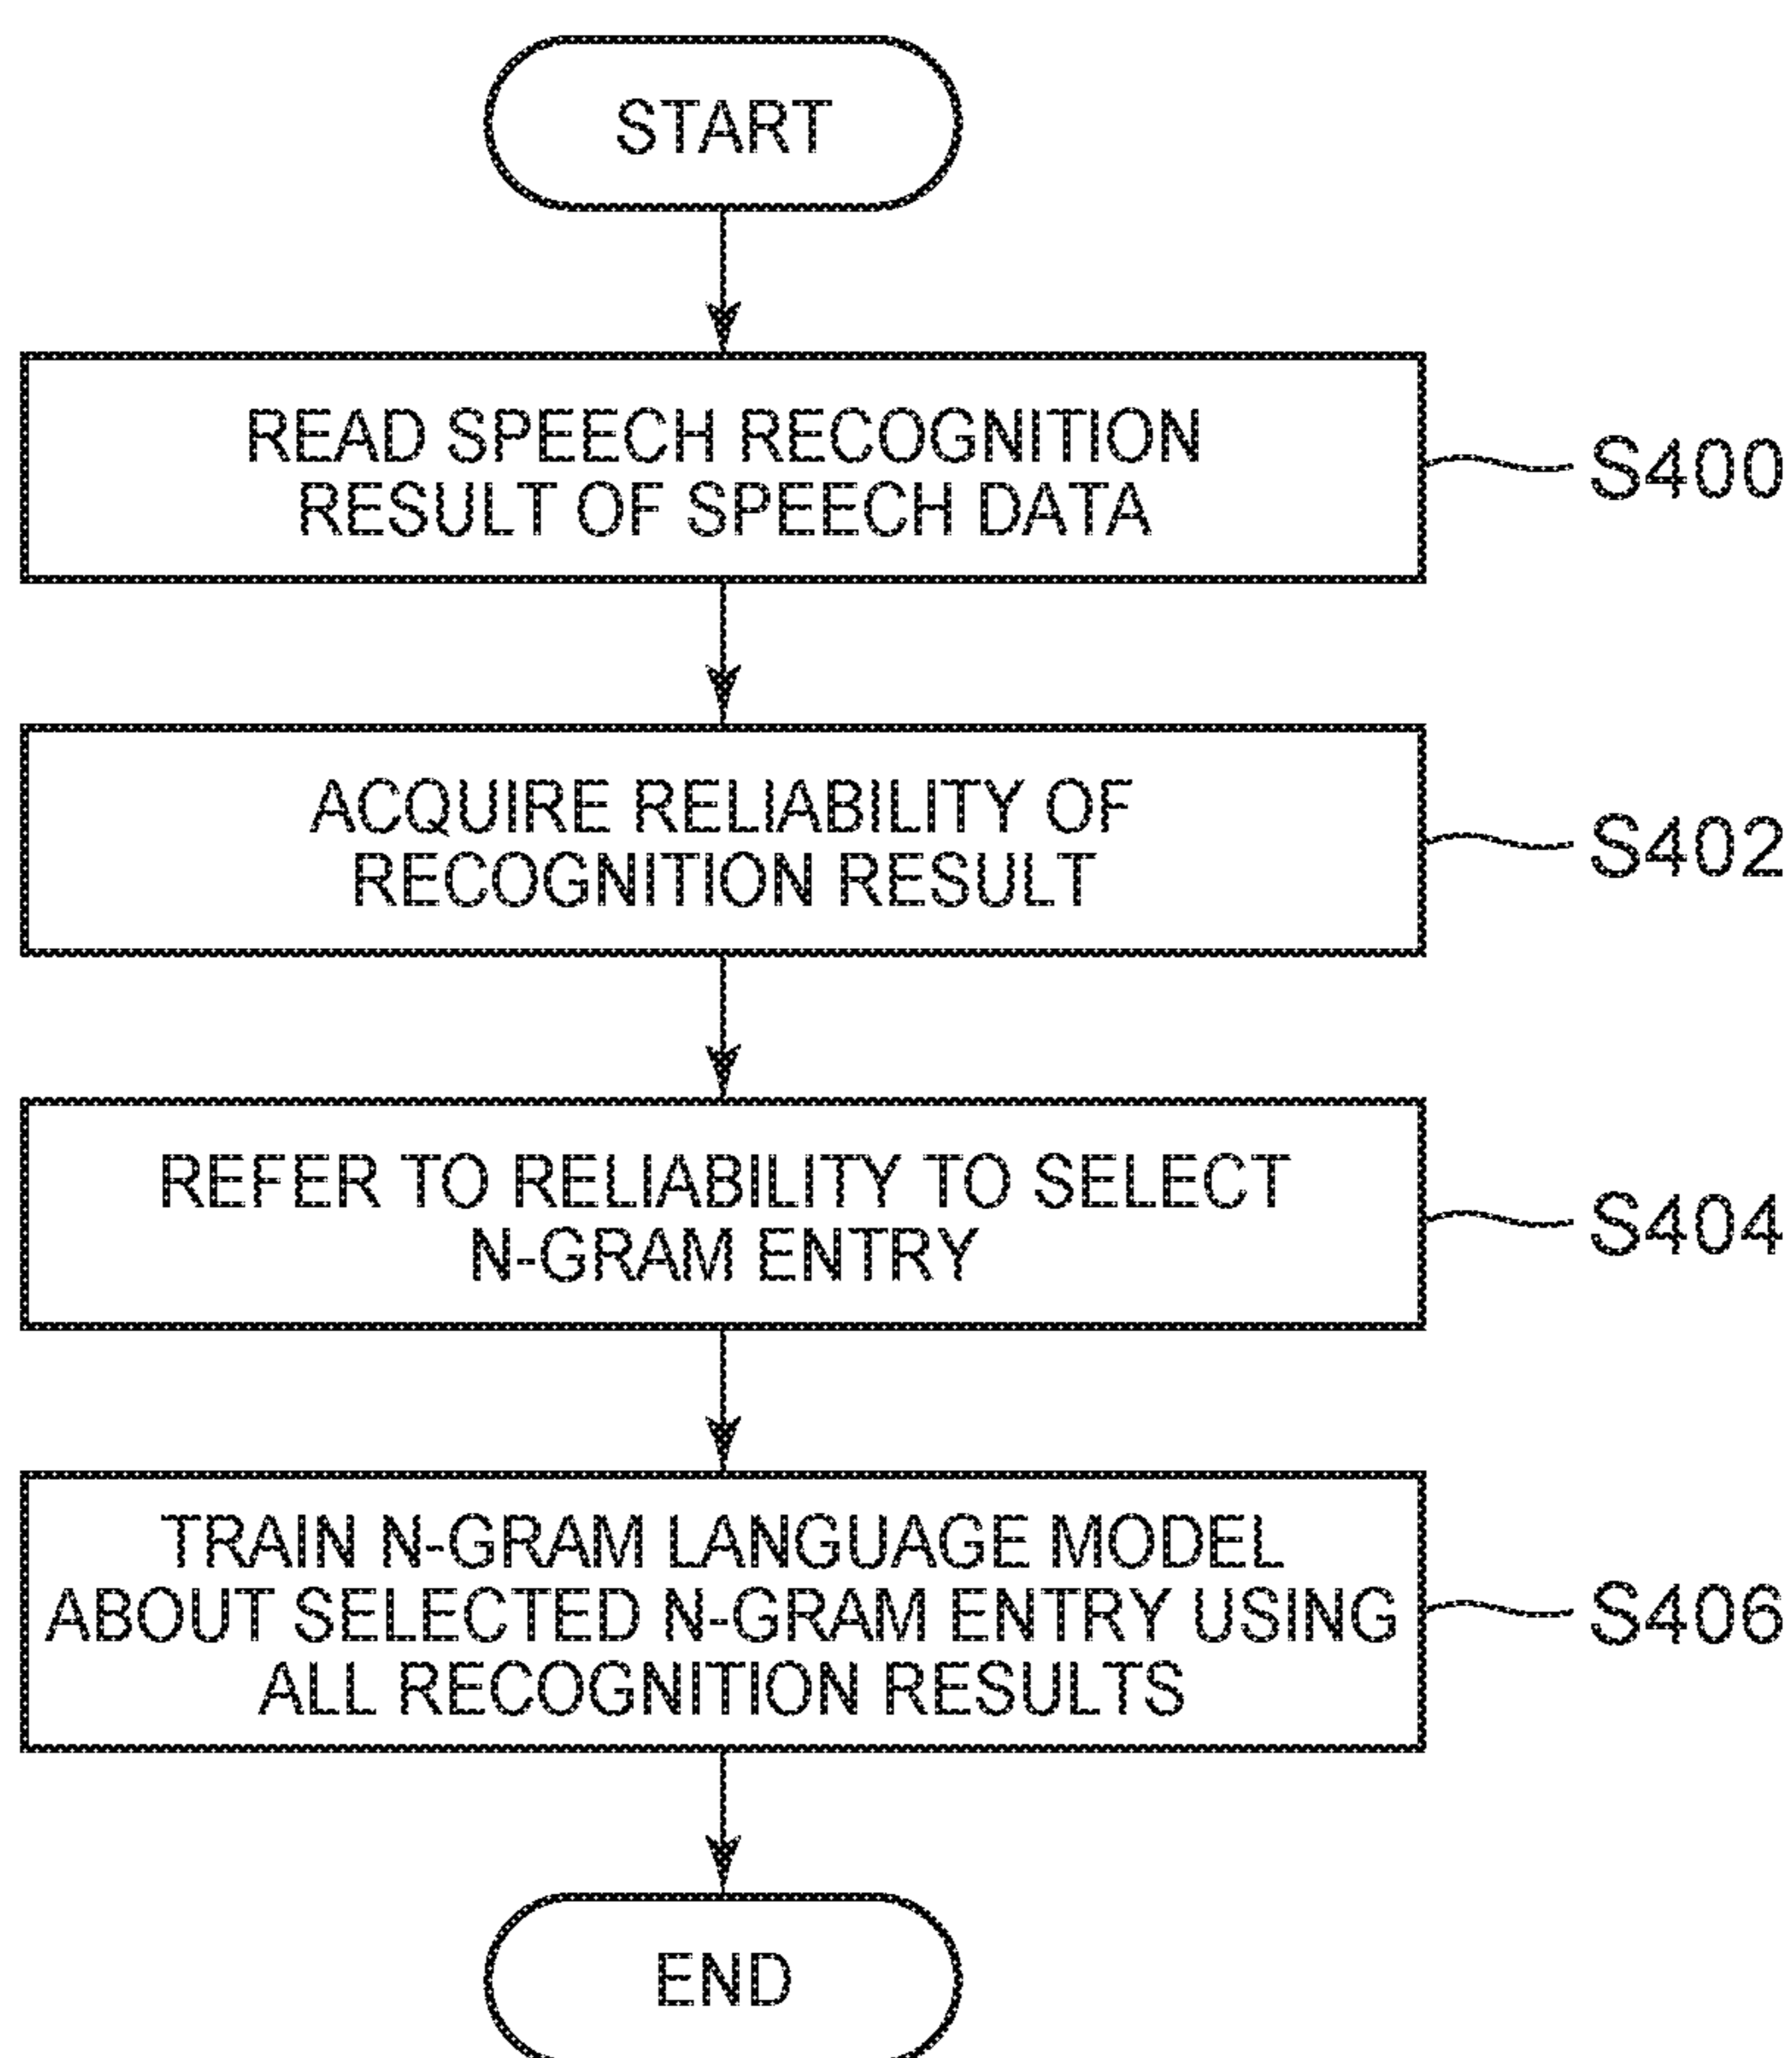 START
READ SPEECH RECOGNITION
RESULT OF SPEECH DATA
S400
ACQUIRE RELIABILITY OF
RECOGNITION RESULT
S402
REFER TO RELIABILITY TO SELECT
N-GRAM ENTRY
S404
TRAIN N-GRAM LANGUAGE MODEL
ABOUT SELECTED N-GRAM ENTRY USING
ALL RECOGNITION RESULTS
S406
END